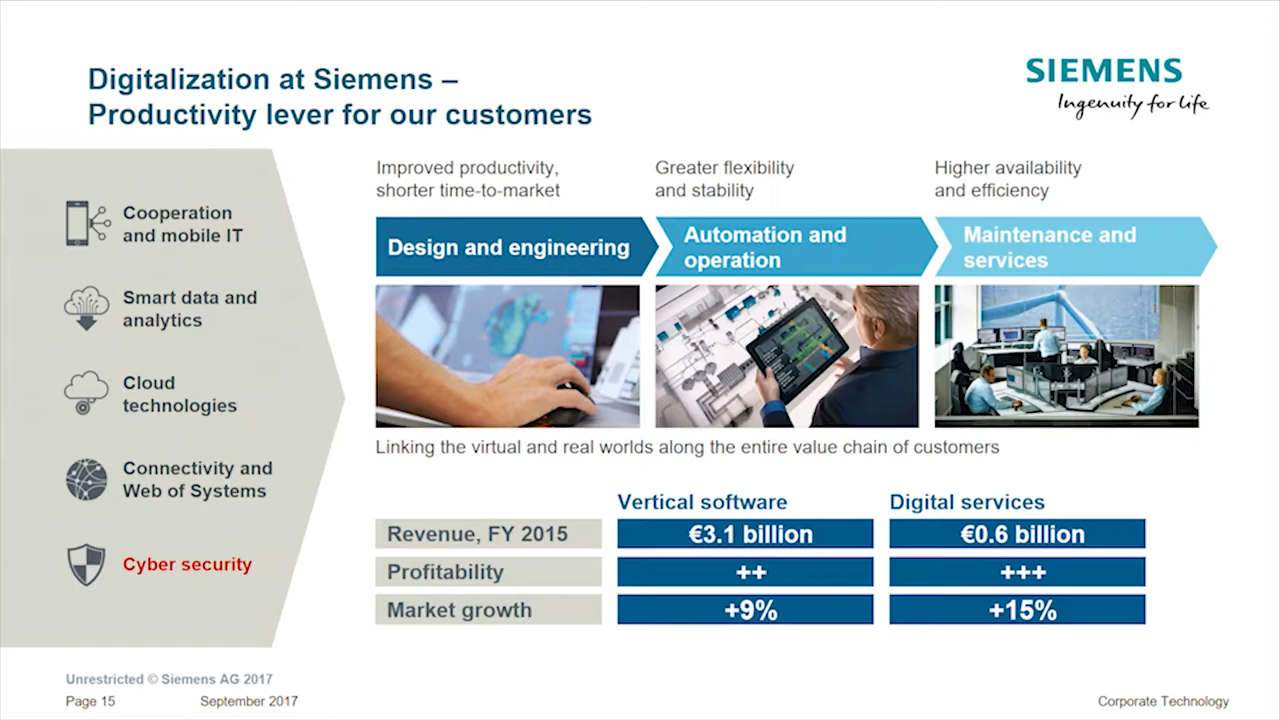 Digitalization at Siemens –
Productivity lever for our customers
SIEMENS
Ingenuity for life
Cooperation
and mobile IT
Smart data and
analytics
Cloud
technologies
Connectivity and
Web of Systems
Cyber security
Improved productivity,
shorter time-to-market
Greater flexibility
and stability
Higher availability
and efficiency
Design and engineering
Automation and
operation
Maintenance and
services
Linking the virtual and real worlds along the entire value chain of customers
Vertical software Digital services
Revenue, FY 2015 €3.1 billion €0.6 billion
Profitability ++ +++
Market growth +9% +15%
Unrestricted © Siemens AG 2017
Page 15 September 2017 Corporate Technology